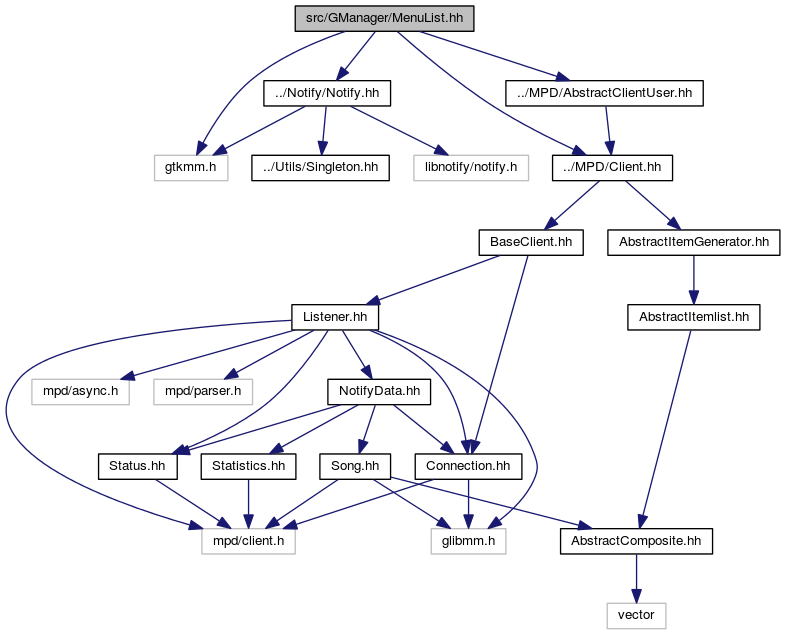 src/GManager/MenuList.hh
../Notify/Notify.hh
../MPD/AbstractClientUser.hh
gtkmm.h
../Utils/Singleton.hh
libnotify/notify.h
../MPD/Client.hh
BaseClient.hh
AbstractItemGenerator.hh
Listener.hh
AbstractItemlist.hh
mpd/async.h
mpd/parser.h
NotifyData.hh
Status.hh
Statistics.hh
Song.hh
Connection.hh
mpd/client.h
glibmm.h
AbstractComposite.hh
vector